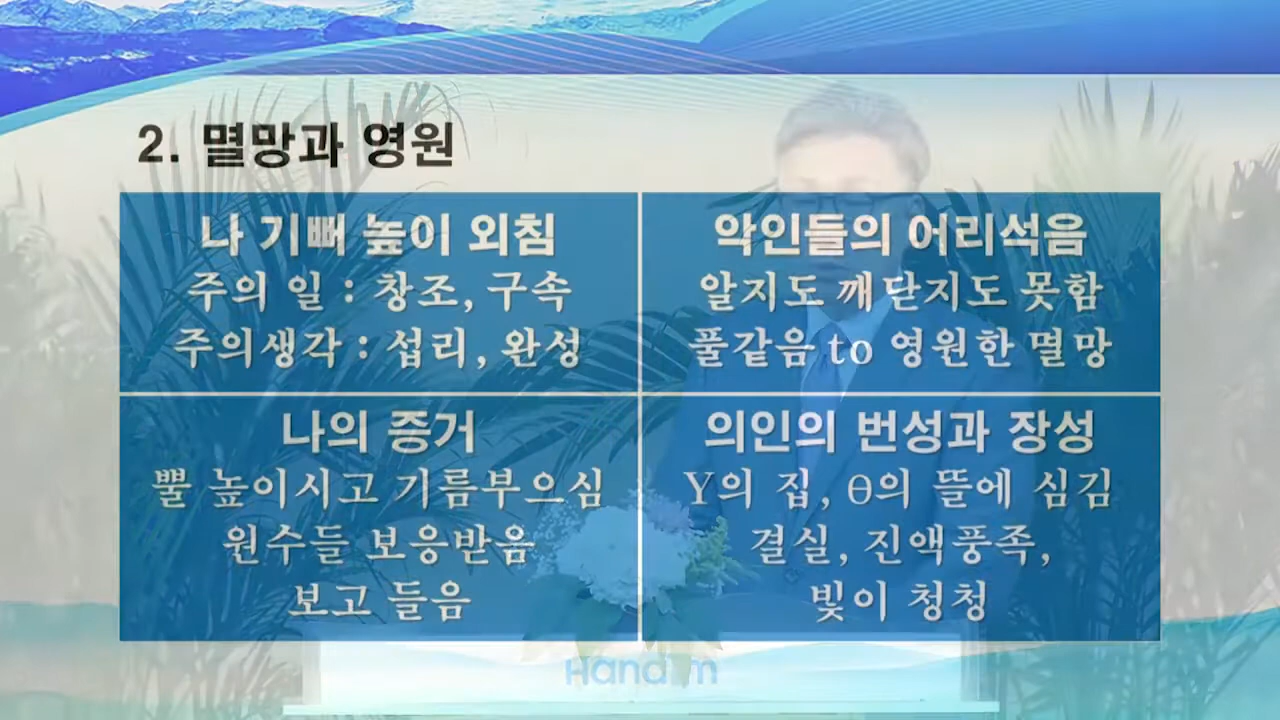 2. 멸망과 영원
나 기뻐 높이 외침
주의 일 : 창조, 구속
주의생각 : 섭리, 완성
악인들의 어리석음
알지도 깨닫지도 못함
풀같음 to 영원한 멸망
나의 증거
뿔 높이시고 기름부으심
원수들 보응받음
보고 들음
의인의 번성과 장성
Y의 집, θ의 뜰에 심김
결실, 진액풍족,
빛이 청청